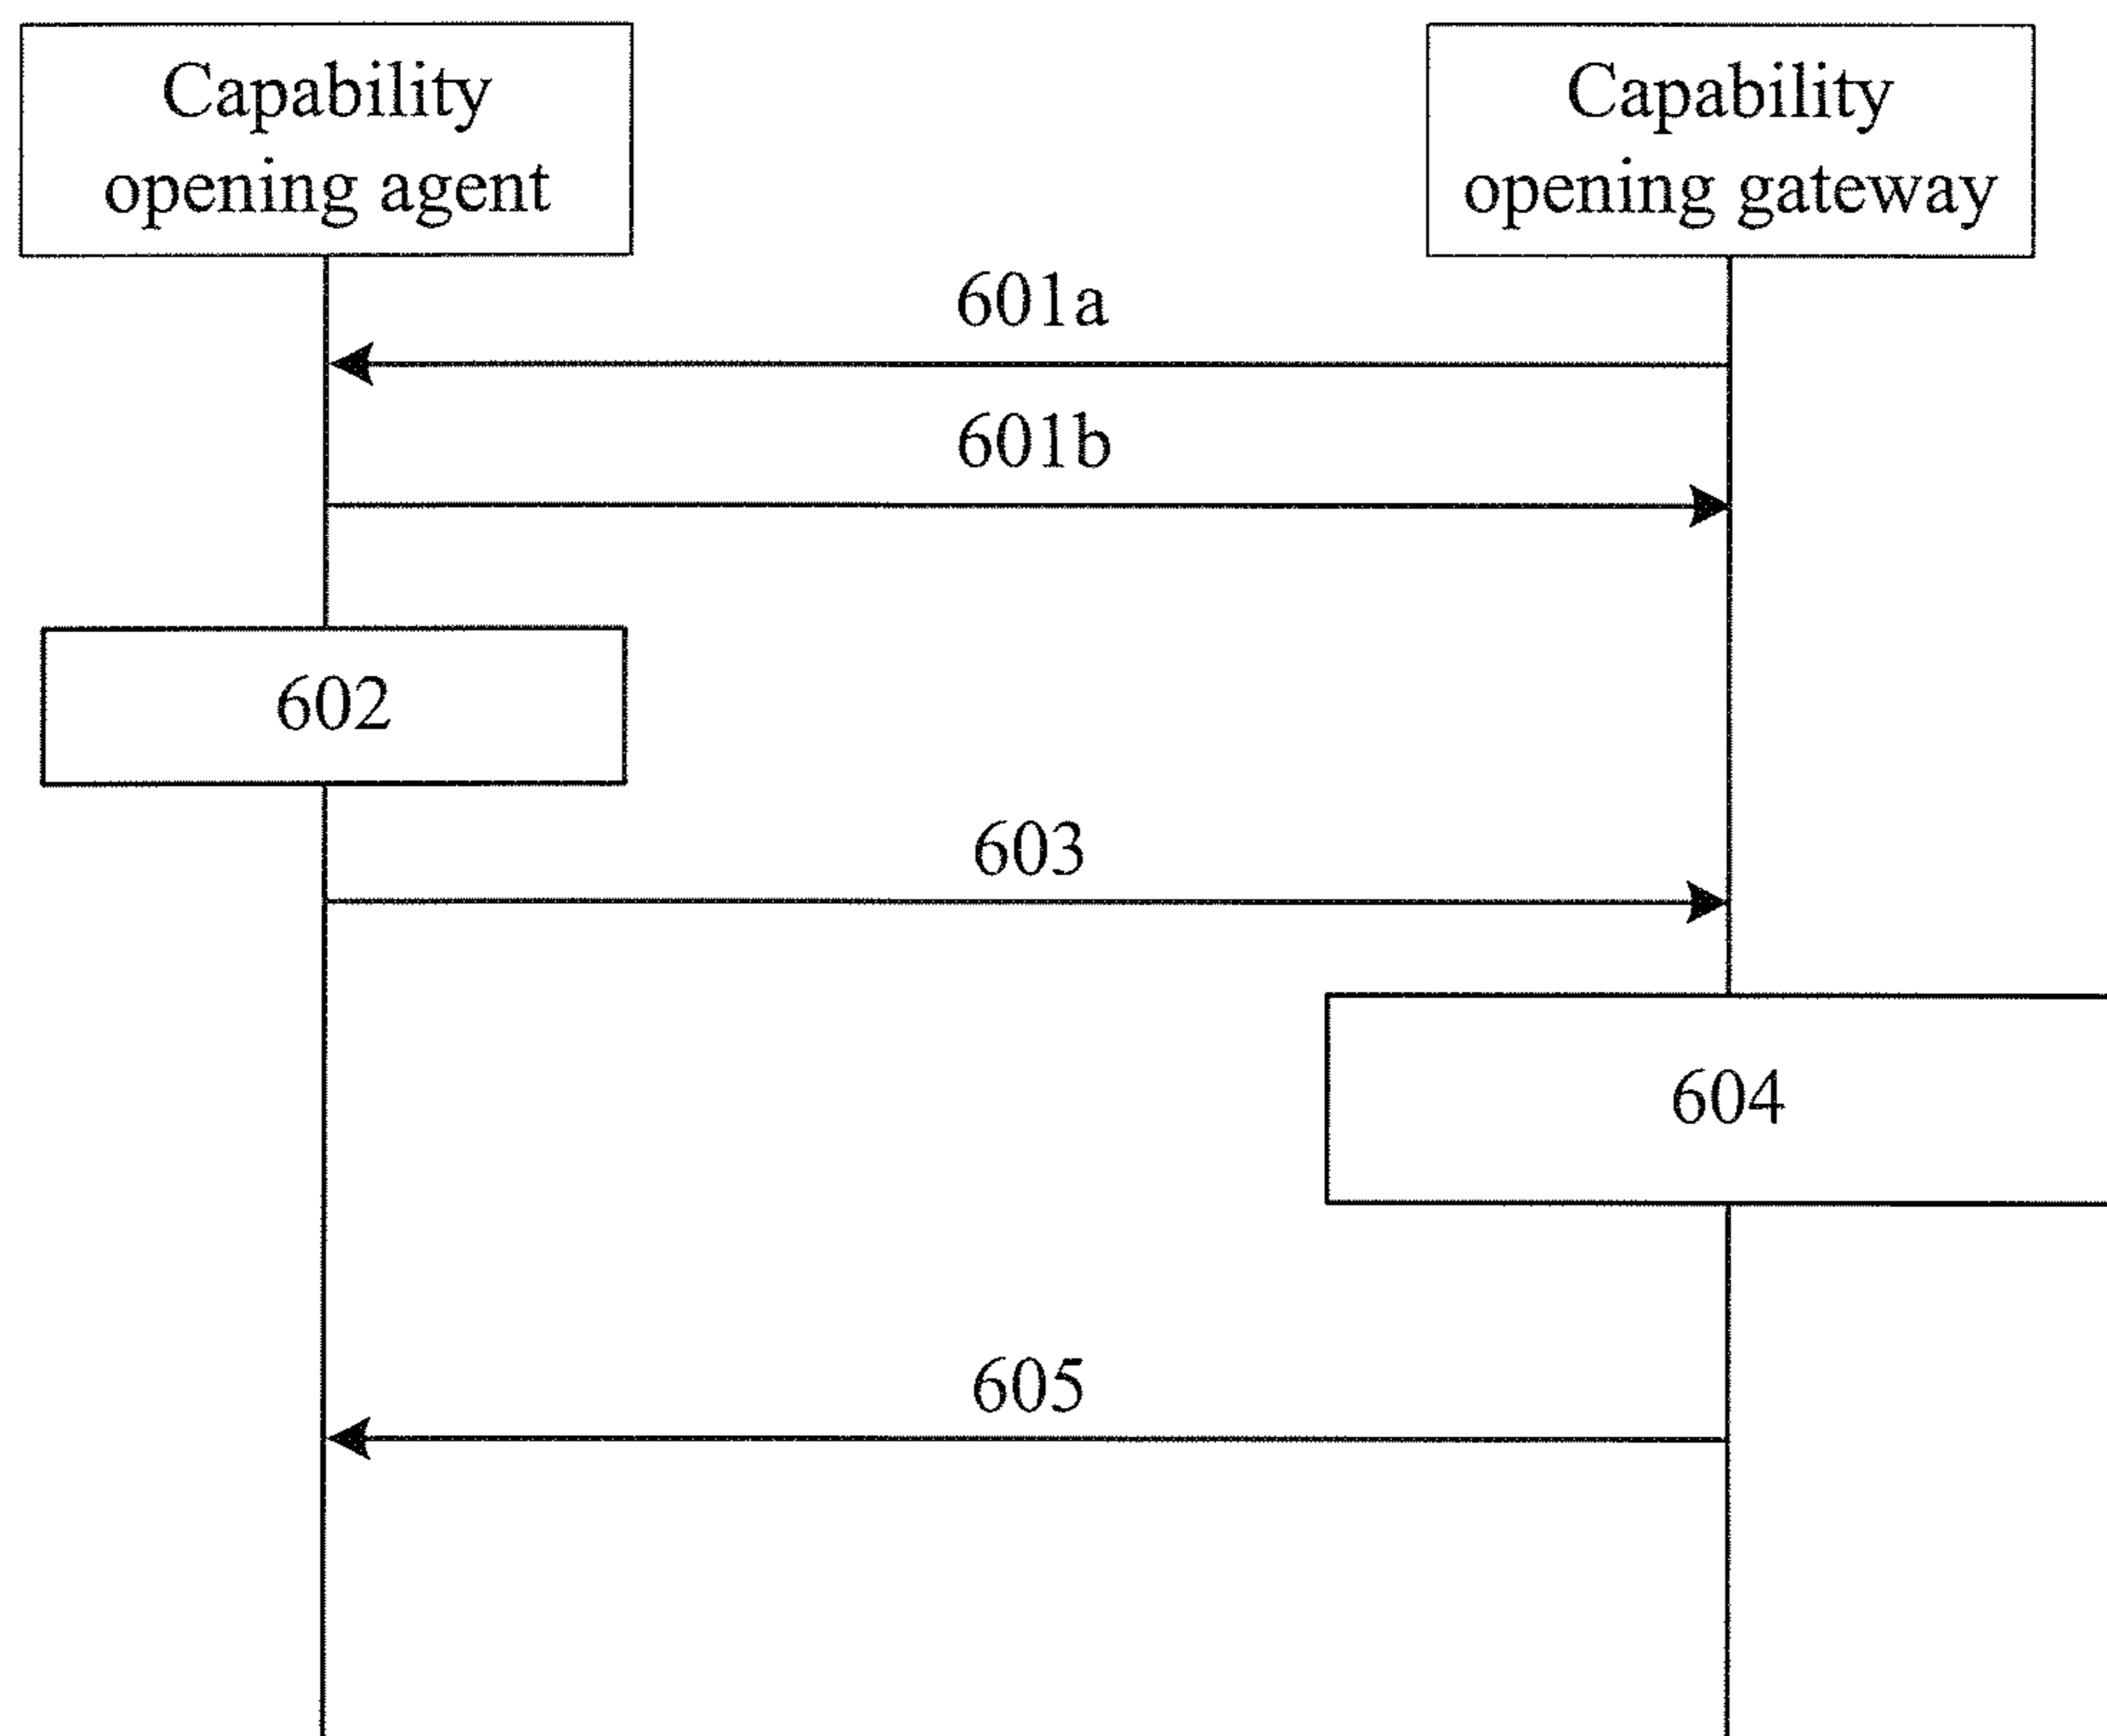 Capability
opening agent
Capability
opening gateway
601a
601b
602
603
604
605